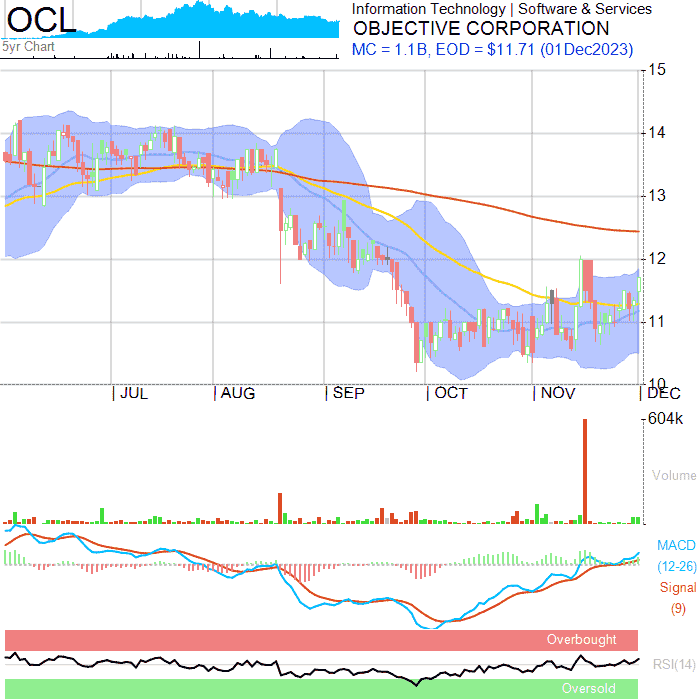 OCL
Information Technology | Software & Services
OBJECTIVE CORPORATION
5yr Chart
MC = 1.1B, EOD = $11.71 (01Dec2023)
15
14
13
12
11
10
JUL
AUG
SEP
OCT
NOV
DEC
604k
Volume
MACD
(12-26)
Signal
(9)
Overbought
RSI(14)
Oversold